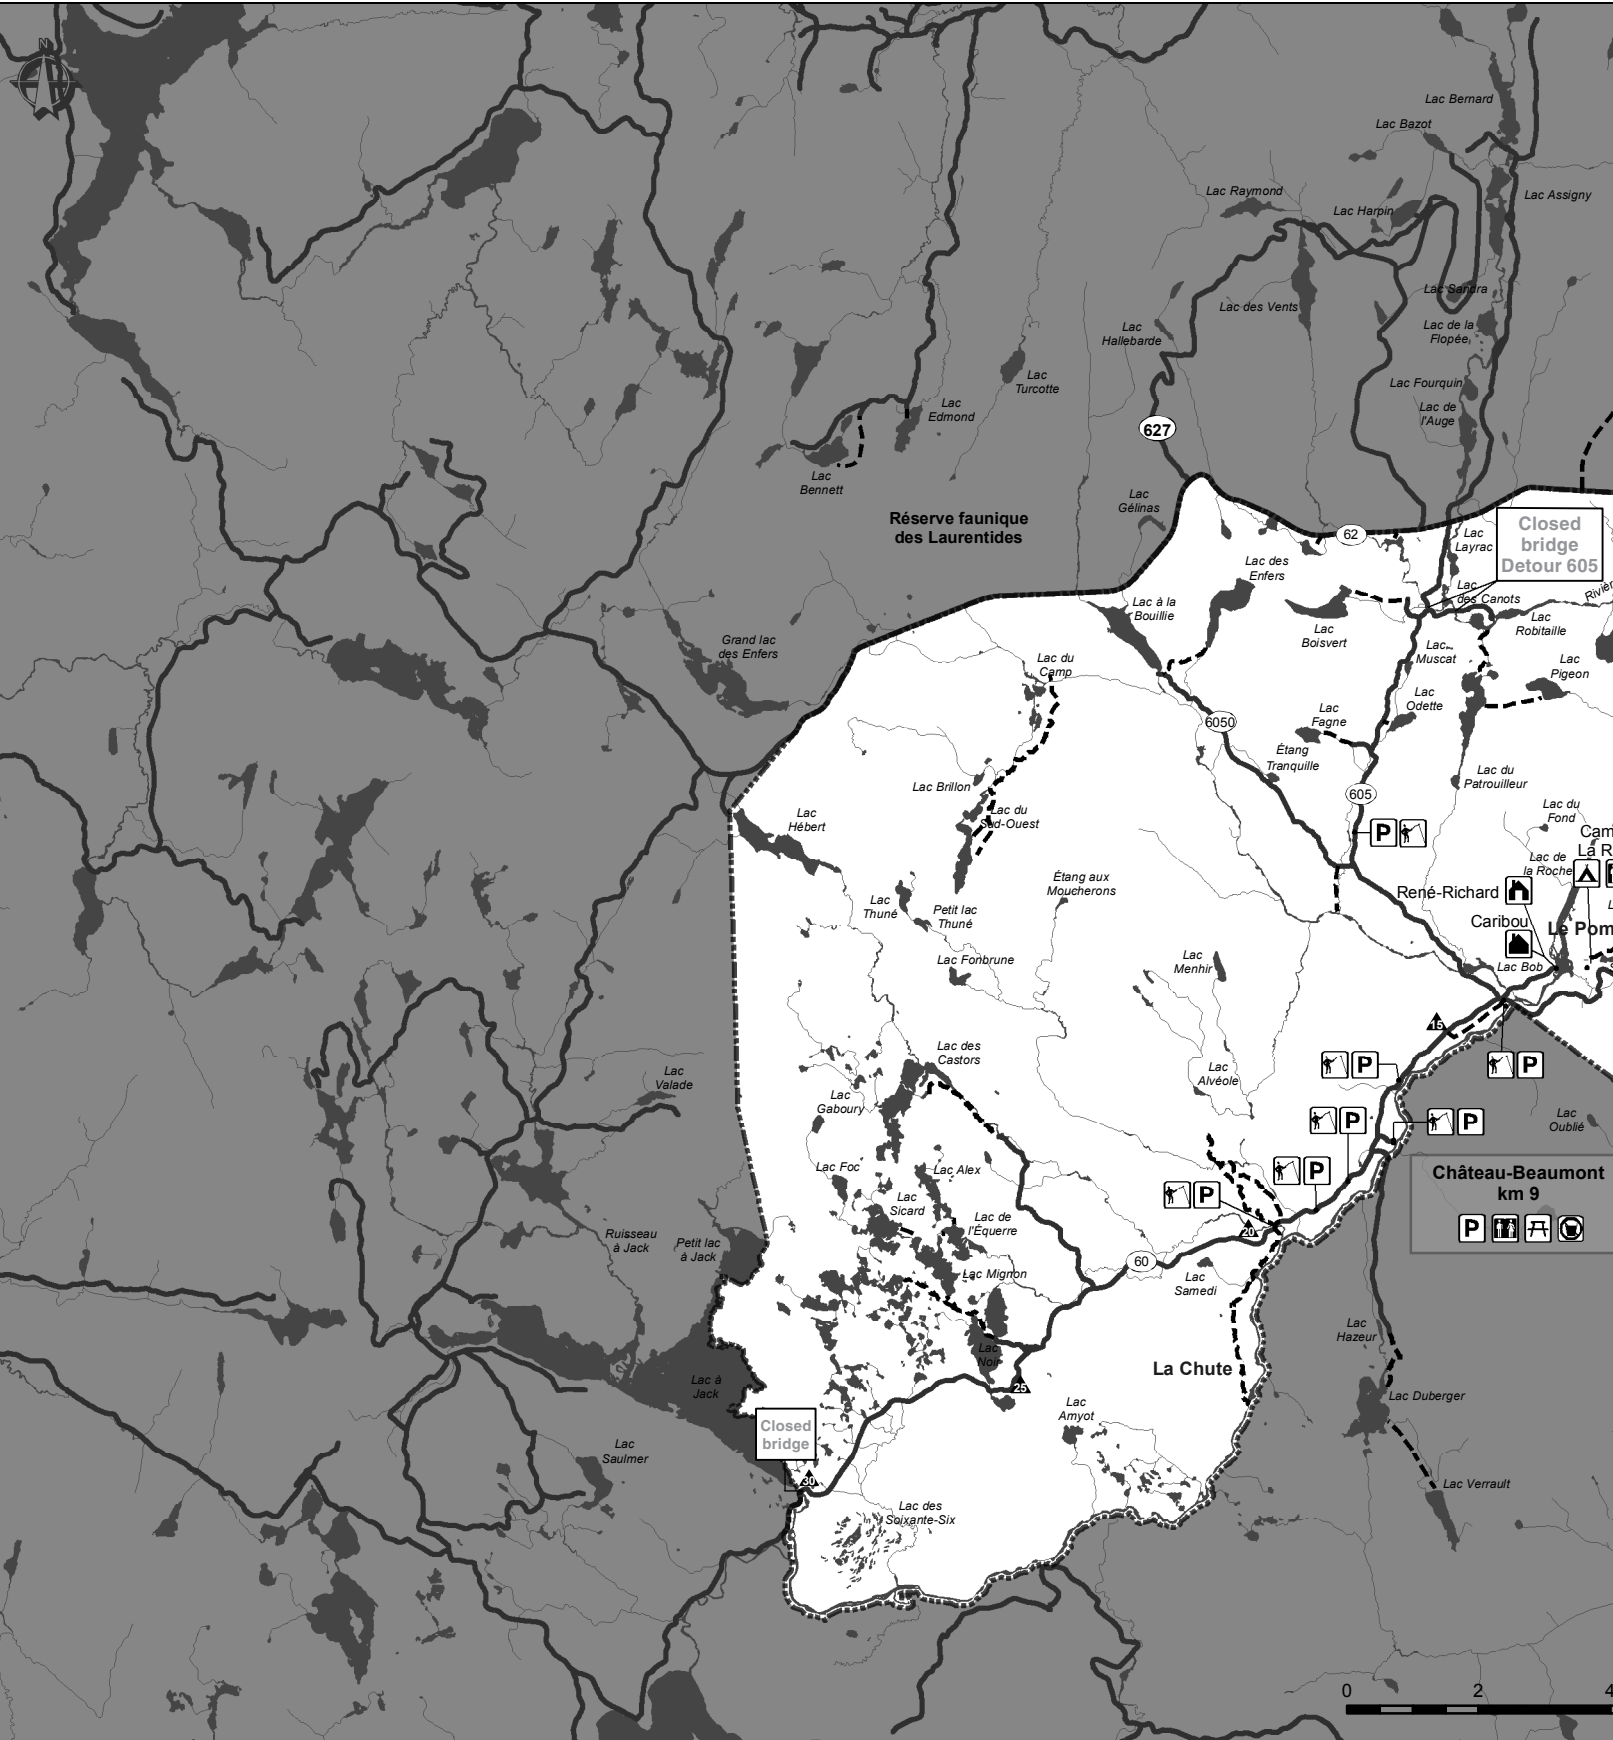 N
Lac Bernard
Lac Bazot
Lac Raymond
Lac Harpin
Lac Assigny
Lac Sandra
Lac des Vents
Lac
Hallebarde
Lac de la
Flopée
Lac
Turcotte
Lac Fourquin
Lac
Edmond
Lac de
l'Auge
627
Lac
Bennett
Lac
Gélinas
Réserve faunique
des Laurentides
62
Lac
Layrac
Closed
bridge
Detour 605
Lac des
Enfers
Lac
des Canots
Lac à la
Bouillie
Lac
Boisvert
Lac
Robitaille
Grand lac
des Enfers
Lac du
Camp
Lac
Muscat
Lac
Pigeon
Lac
Odette
6050
Lac
Fagne
Étang
Tranquille
Lac du
Patrouilleur
Lac Brillon
605
Lac du
Sud-Ouest
Lac
Hébert
Lac du
Fond
P
Lac de
la Roche
Étang aux
Moucherons
René-Richard
Lac
Thuné
Petit lac
Thuné
Caribou
Lac Fonbrune
Lac
Menhir
Lac Bob
15
Lac des
Castors
P
P
Lac
Valade
Lac
Alvéole
Lac
Gaboury
P
P
Lac
Oublié
Lac Foc
Lac Alex
P
P
Château-Beaumont
km 9
P
Lac
Sicard
Lac de
l'Équerre
20
Ruisseau
à Jack
Petit lac
à Jack
60
Lac Mignon
Lac
Samedi
Lac
Hazeur
Lac
Noir
La Chute
Lac à
Jack
25
Lac Duberger
Lac
Amyot
Closed
bridge
Lac
Saulmer
30
Lac Verrault
Lac des
Soixante-Six
0 2